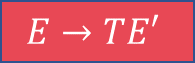 E → TE′